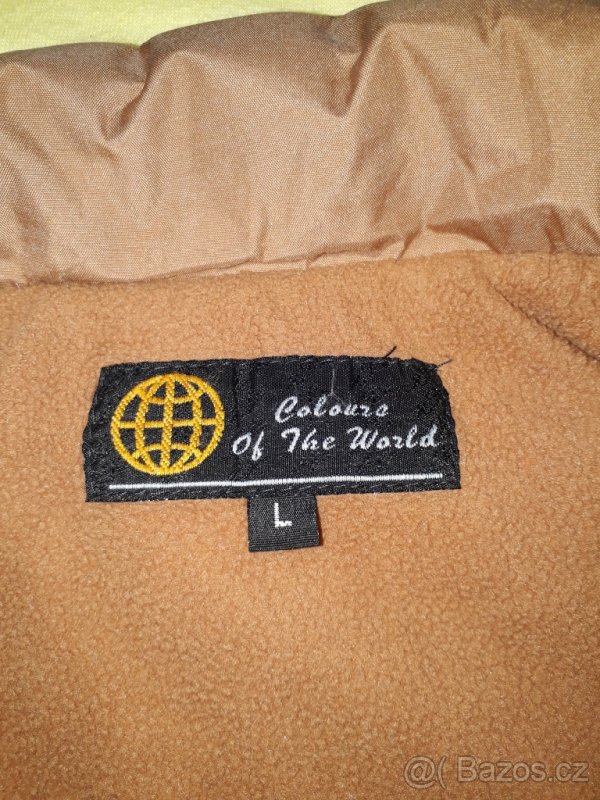 Colours
Of The World
L
@( Bazos.cz